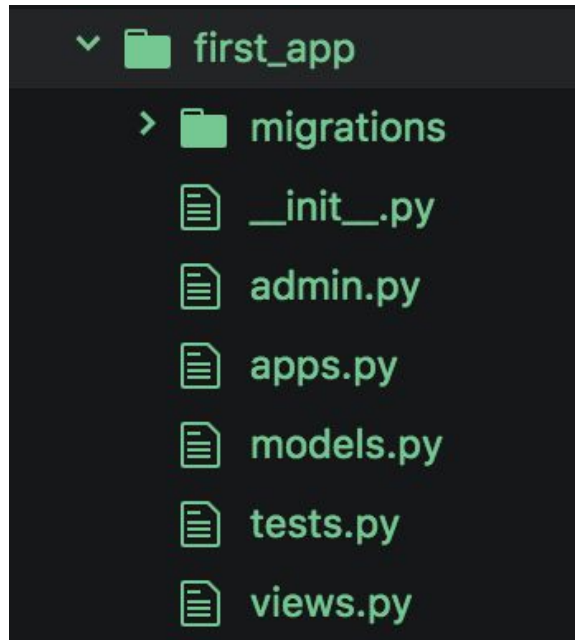 first_app
migrations
__init__.py
admin.py
apps.py
models.py
tests.py
views.py